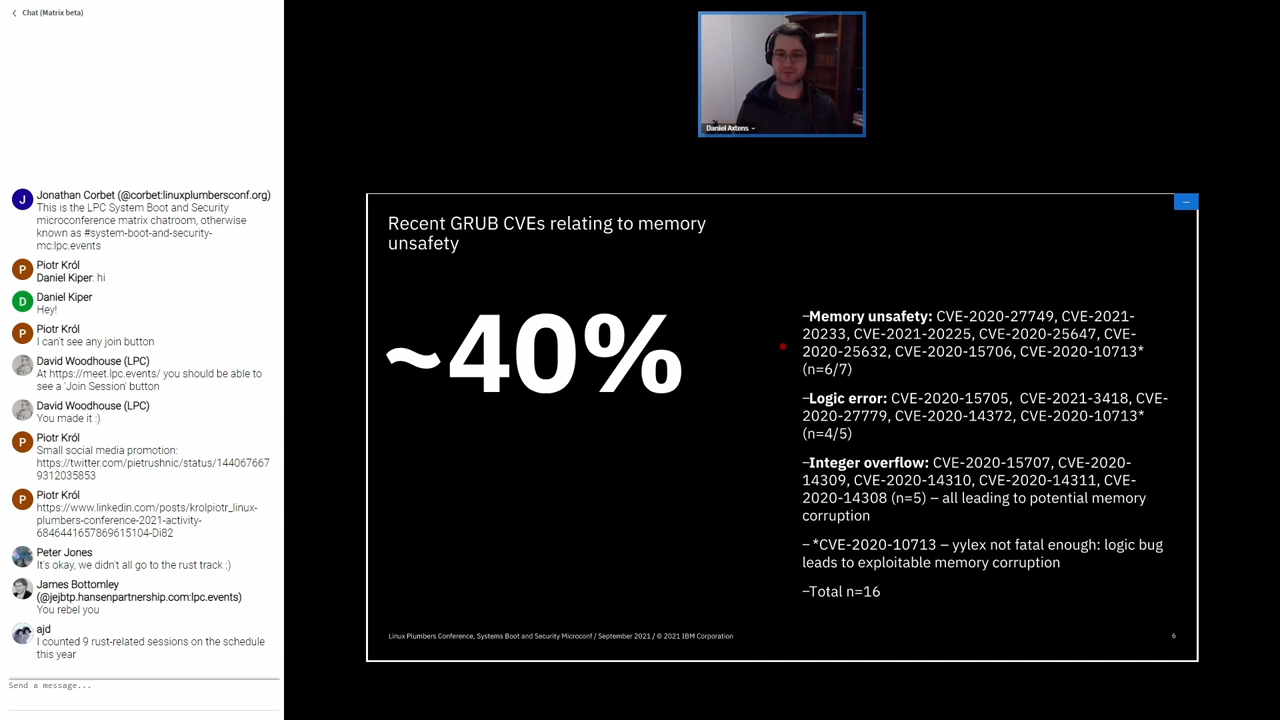 Chat (Matrix beta)
Jonathan Corbet (@corbet:linuxplumbersconf.org)
This is the LPC System Boot and Security
microconference matrix chatroom, otherwise
known as #system-boot-and-security-
mc:lpc.events
P
Piotr Król
Daniel Kiper: hi
D
Daniel Kiper
Hey!
P
Piotr Król
I can't see any join button
David Woodhouse (LPC)
At https://meet.lpc.events/ you should be able to
see a 'Join Session' button
David Woodhouse (LPC)
You made it :)
P
Piotr Król
Small social media promotion:
https://twitter.com/pietrushnic/status/144067667
9312035853
P
Piotr Król
https://www.linkedin.com/posts/krolpiotr_linux-
plumbers-conference-2021-activity-
6846441657869615104-Di82
Peter Jones
It's okay, we didn't all go to the rust track :)
James Bottomley
(@jejbtp.hansenpartnership.com:lpc.events)
You rebel you
ajd
I counted 9 rust-related sessions on the schedule
this year
Send a message...
Daniel Axtens
Recent GRUB CVEs relating to memory
unsafety
~40%
–Memory unsafety: CVE-2020-27749, CVE-2021-
20233, CVE-2021-20225, CVE-2020-25647, CVE-
2020-25632, CVE-2020-15706, CVE-2020-10713*
(n=6/7)
–Logic error: CVE-2020-15705, CVE-2021-3418, CVE-
2020-27779, CVE-2020-14372, CVE-2020-10713*
(n=4/5)
–Integer overflow: CVE-2020-15707, CVE-2020-
14309, CVE-2020-14310, CVE-2020-14311, CVE-
2020-14308 (n=5) – all leading to potential memory
corruption
– *CVE-2020-10713 – yylex not fatal enough: logic bug
leads to exploitable memory corruption
–Total n=16
Linux Plumbers Conference, Systems Boot and Security Microconf / September 2021 / © 2021 IBM Corporation
6